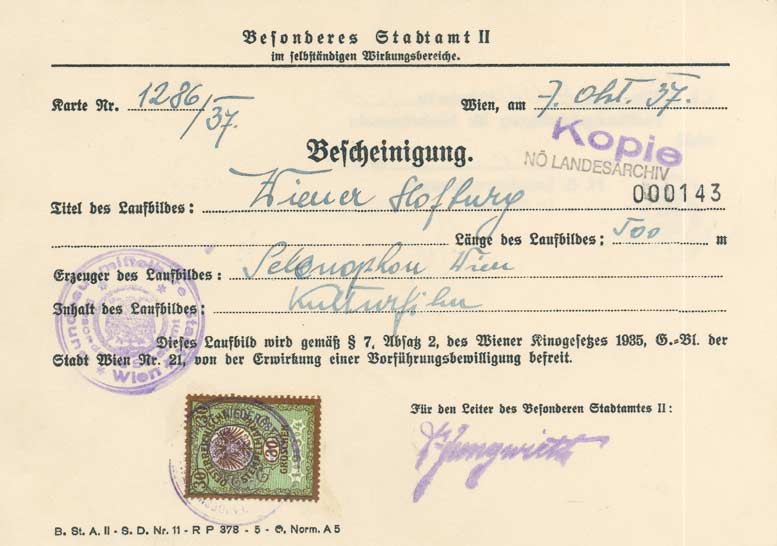 Besonderes Stadtamt II
im selbständigen Wirkungsbereiche.
Karte Nr. 1286/37. Wien, am 7. Okt. 37.
Kopie
NÖ LANDESARCHIV
Bescheinigung.
000143
Titel des Laufbildes: Wiener Hofburg
Länge des Laufbildes: 500 m
Erzeuger des Laufbildes: Selenophon Wien
Inhalt des Laufbildes: Kulturfilm
Dieses Laufbild wird gemäß § 7, Absatz 2, des Wiener Kinogesetzes 1935, G.-Bl. der
Stadt Wien Nr. 21, von der Erwirkung einer Vorführungsbewilligung befreit.
Wien
Für den Leiter des Besonderen Stadtamtes II:
30 30
GROSCHEN
B. St. A. II - S. D. Nr. 11 - R P 378 - 5 - Ö. Norm. A 5